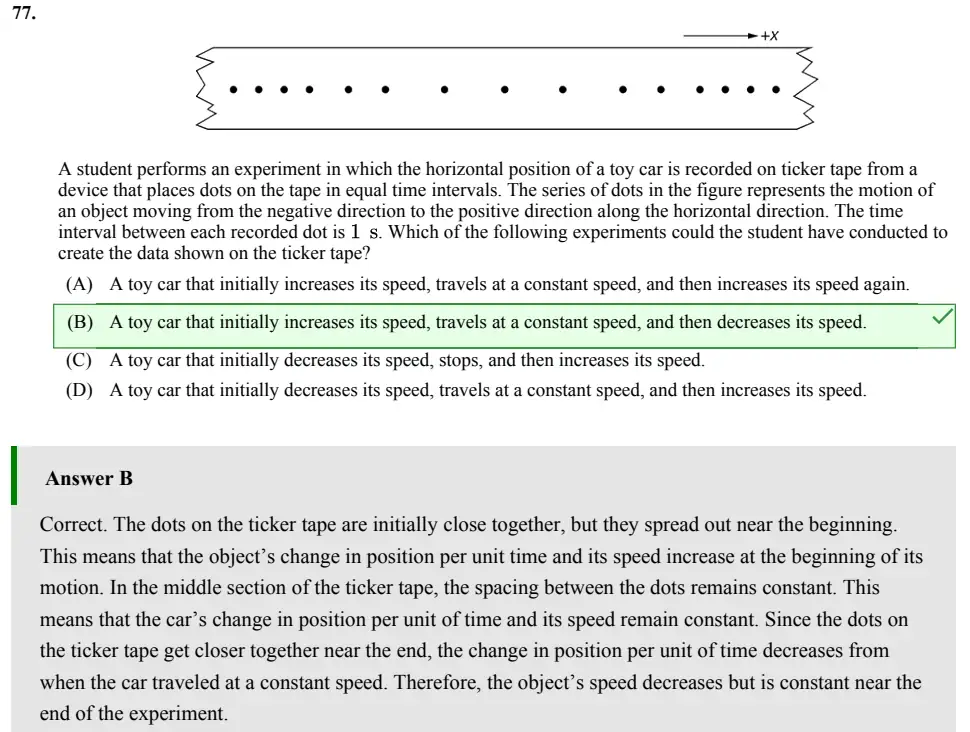 77.
+X
A student performs an experiment in which the horizontal position of a toy car is recorded on ticker tape from a
device that places dots on the tape in equal time intervals. The series of dots in the figure represents the motion of
an object moving from the negative direction to the positive direction along the horizontal direction. The time
interval between each recorded dot is 1 s. Which of the following experiments could the student have conducted to
create the data shown on the ticker tape?
(A) A toy car that initially increases its speed, travels at a constant speed, and then increases its speed again.
(B) A toy car that initially increases its speed, travels at a constant speed, and then decreases its speed.
(C) A toy car that initially decreases its speed, stops, and then increases its speed.
(D) A toy car that initially decreases its speed, travels at a constant speed, and then increases its speed.
Answer B
Correct. The dots on the ticker tape are initially close together, but they spread out near the beginning.
This means that the object’s change in position per unit time and its speed increase at the beginning of its
motion. In the middle section of the ticker tape, the spacing between the dots remains constant. This
means that the car’s change in position per unit of time and its speed remain constant. Since the dots on
the ticker tape get closer together near the end, the change in position per unit of time decreases from
when the car traveled at a constant speed. Therefore, the object’s speed decreases but is constant near the
end of the experiment.